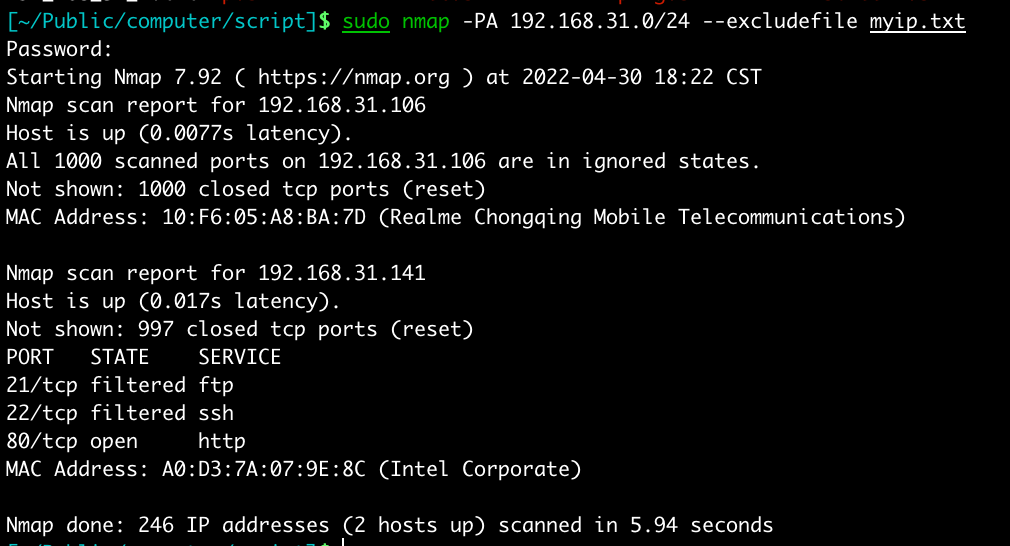 [~/Public/computer/script]$ sudo nmap -PA 192.168.31.0/24 --excludefile myip.txt
Password:
Starting Nmap 7.92 ( https://nmap.org ) at 2022-04-30 18:22 CST
Nmap scan report for 192.168.31.106
Host is up (0.0077s latency).
All 1000 scanned ports on 192.168.31.106 are in ignored states.
Not shown: 1000 closed tcp ports (reset)
MAC Address: 10:F6:05:A8:BA:7D (Realme Chongqing Mobile Telecommunications)
Nmap scan report for 192.168.31.141
Host is up (0.017s latency).
Not shown: 997 closed tcp ports (reset)
PORT   STATE    SERVICE
21/tcp filtered ftp
22/tcp filtered ssh
80/tcp open     http
MAC Address: A0:D3:7A:07:9E:8C (Intel Corporate)
Nmap done: 246 IP addresses (2 hosts up) scanned in 5.94 seconds